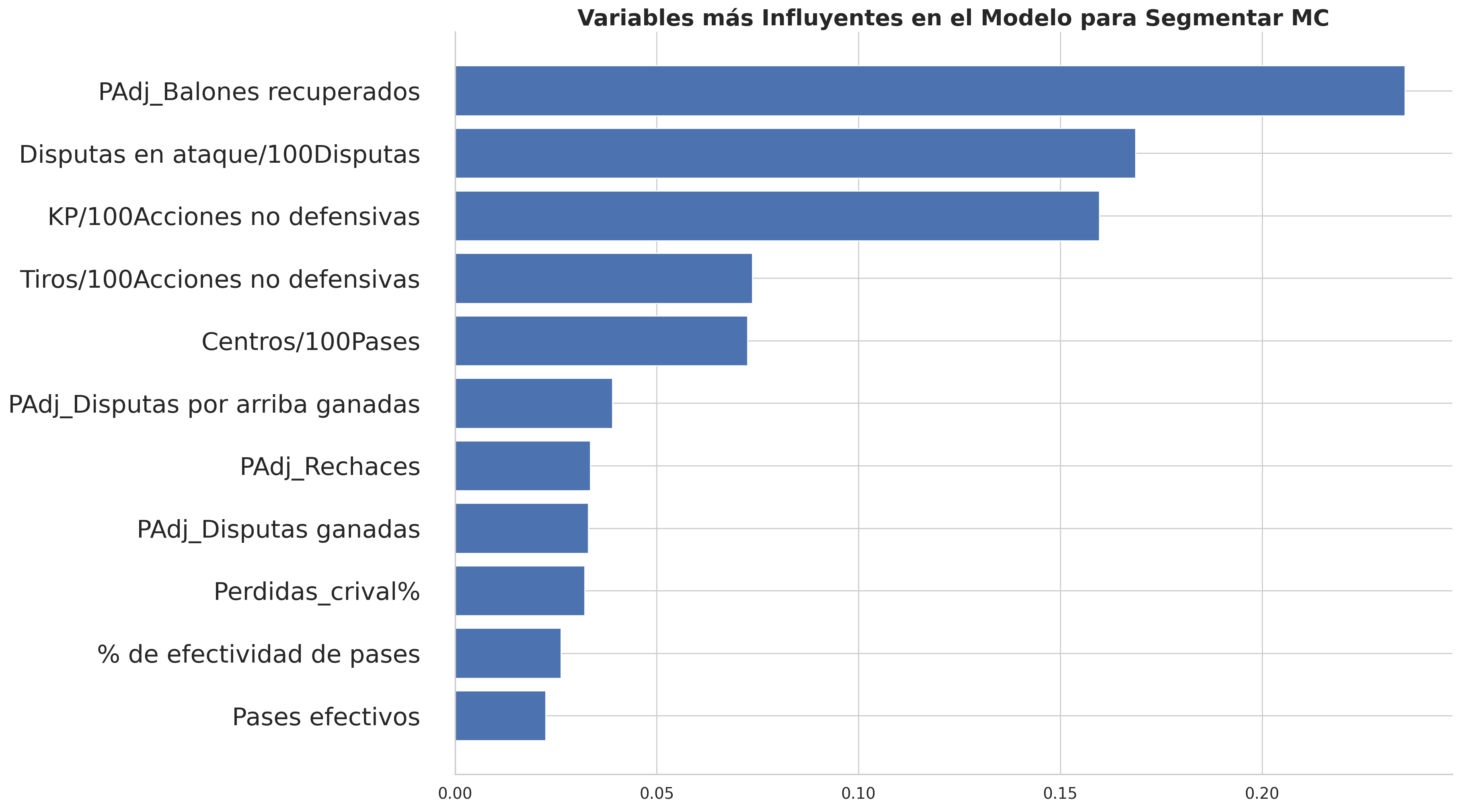 Variables más Influyentes en el Modelo para Segmentar MC
PAdj_Balones recuperados
Disputas en ataque/100Disputas
KP/100Acciones no defensivas
Tiros/100Acciones no defensivas
Centros/100Pases
PAdj_Disputas por arriba ganadas
PAdj_Rechaces
PAdj_Disputas ganadas
Perdidas_crival%
% de efectividad de pases
Pases efectivos
0.00 0.05 0.10 0.15 0.20